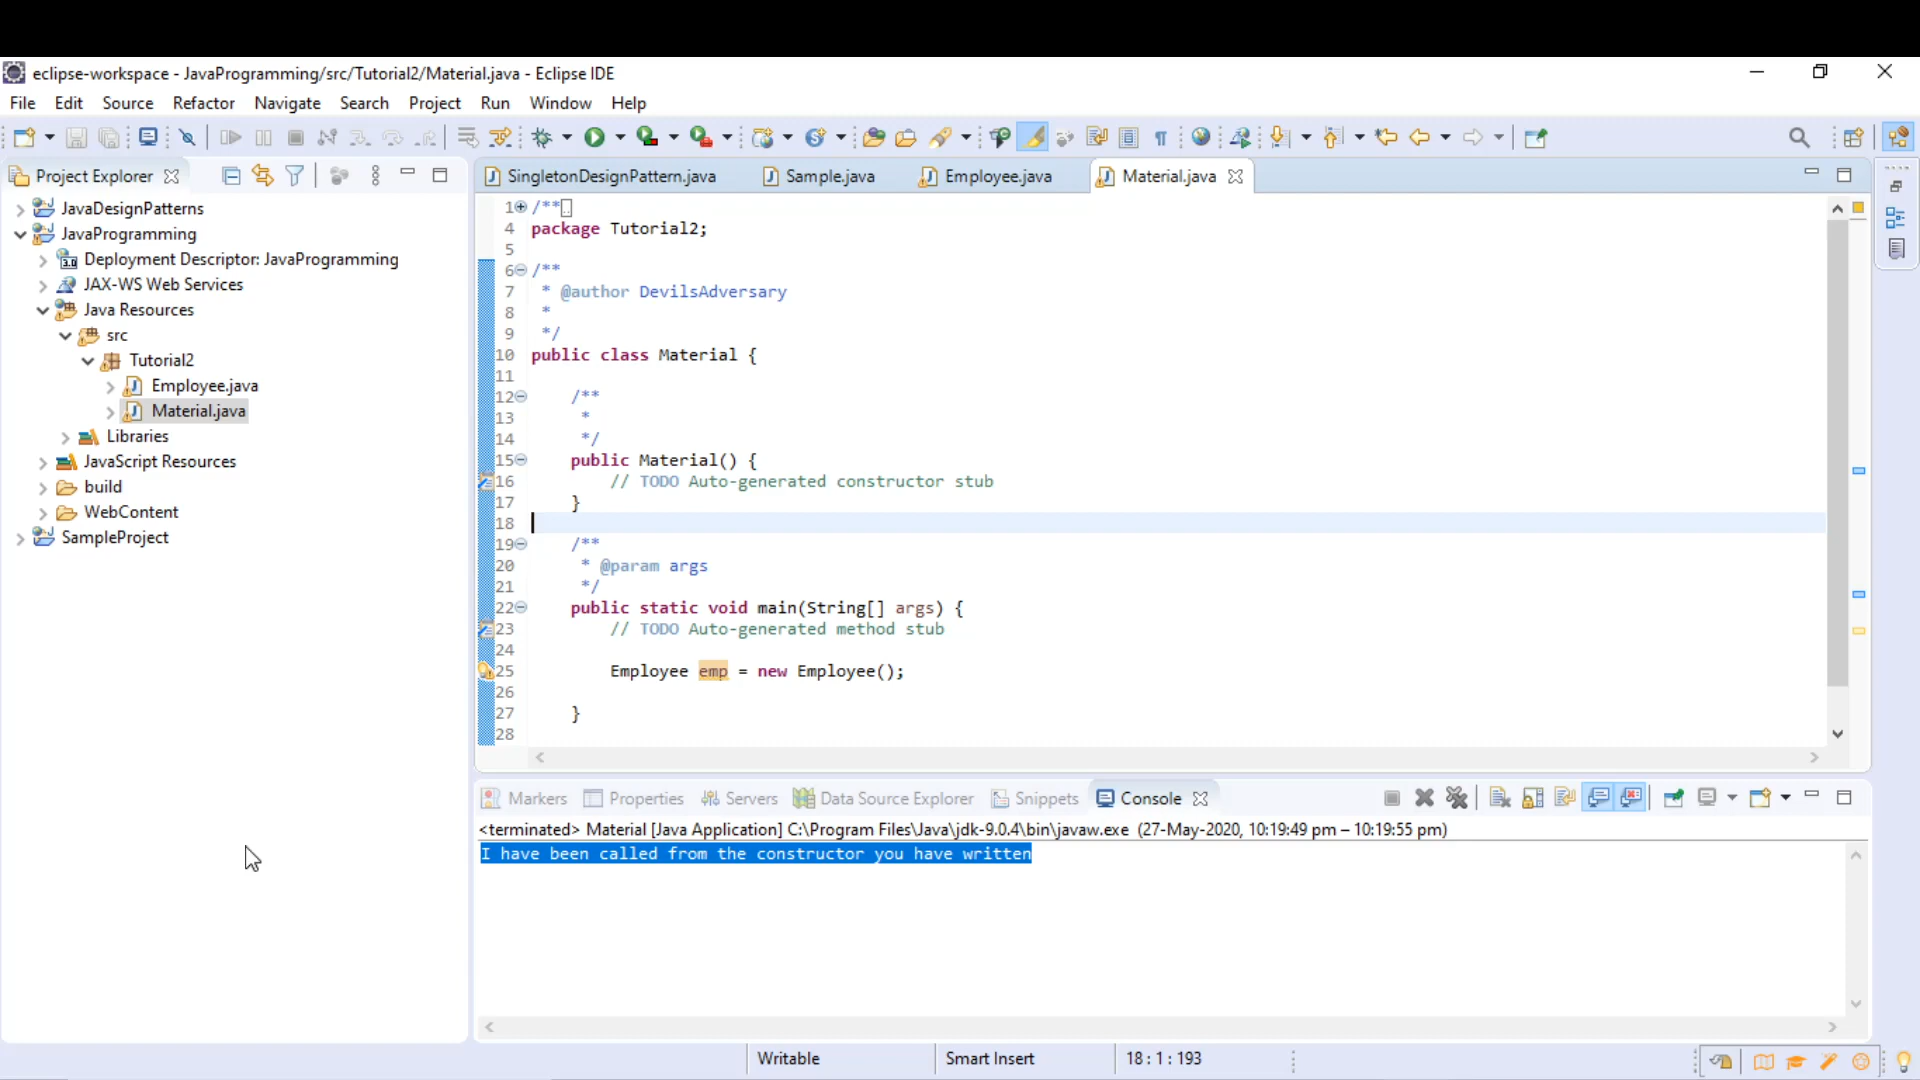 eclipse-workspace - JavaProgramming/src/Tutorial2/Material.java - Eclipse IDE
File Edit Source Refactor Navigate Search Project Run Window Help
Project Explorer
JavaDesignPatterns
JavaProgramming
3.0 Deployment Descriptor: JavaProgramming
JAX-WS Web Services
Java Resources
src
Tutorial2
Employee.java
Material.java
Libraries
JavaScript Resources
build
WebContent
SampleProject
SingletonDesignPattern.java Sample.java Employee.java Material.java
1 /**
4 package Tutorial2;
5
6 /**
7 * @author DevilsAdversary
8 *
9 */
10 public class Material {
11
12 /**
13 *
14 */
15 public Material() {
16 // TODO Auto-generated constructor stub
17 }
18
19 /**
20 * @param args
21 */
22 public static void main(String[] args) {
23 // TODO Auto-generated method stub
24
25 Employee emp = new Employee();
26
27 }
28
Markers Properties Servers Data Source Explorer Snippets Console
<terminated> Material [Java Application] C:\Program Files\Java\jdk-9.0.4\bin\javaw.exe (27-May-2020, 10:19:49 pm – 10:19:55 pm)
I have been called from the constructor you have written
Writable Smart Insert 18 : 1 : 193